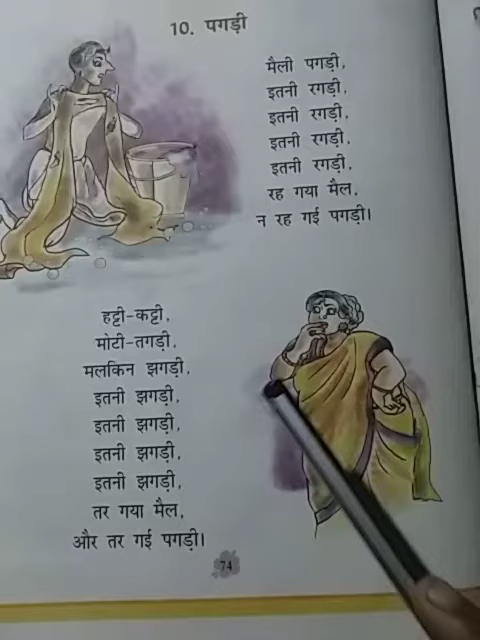 10. पगड़ी
मैली पगड़ी,
इतनी रगड़ी,
इतनी रगड़ी,
इतनी रगड़ी,
इतनी रगड़ी,
रह गया मैल,
न रह गई पगड़ी।
हट्टी-कट्टी,
मोटी-तगड़ी,
मलकिन झगड़ी,
इतनी झगड़ी,
इतनी झगड़ी,
इतनी झगड़ी,
इतनी झगड़ी,
तर गया मैल,
और तर गई पगड़ी।
74